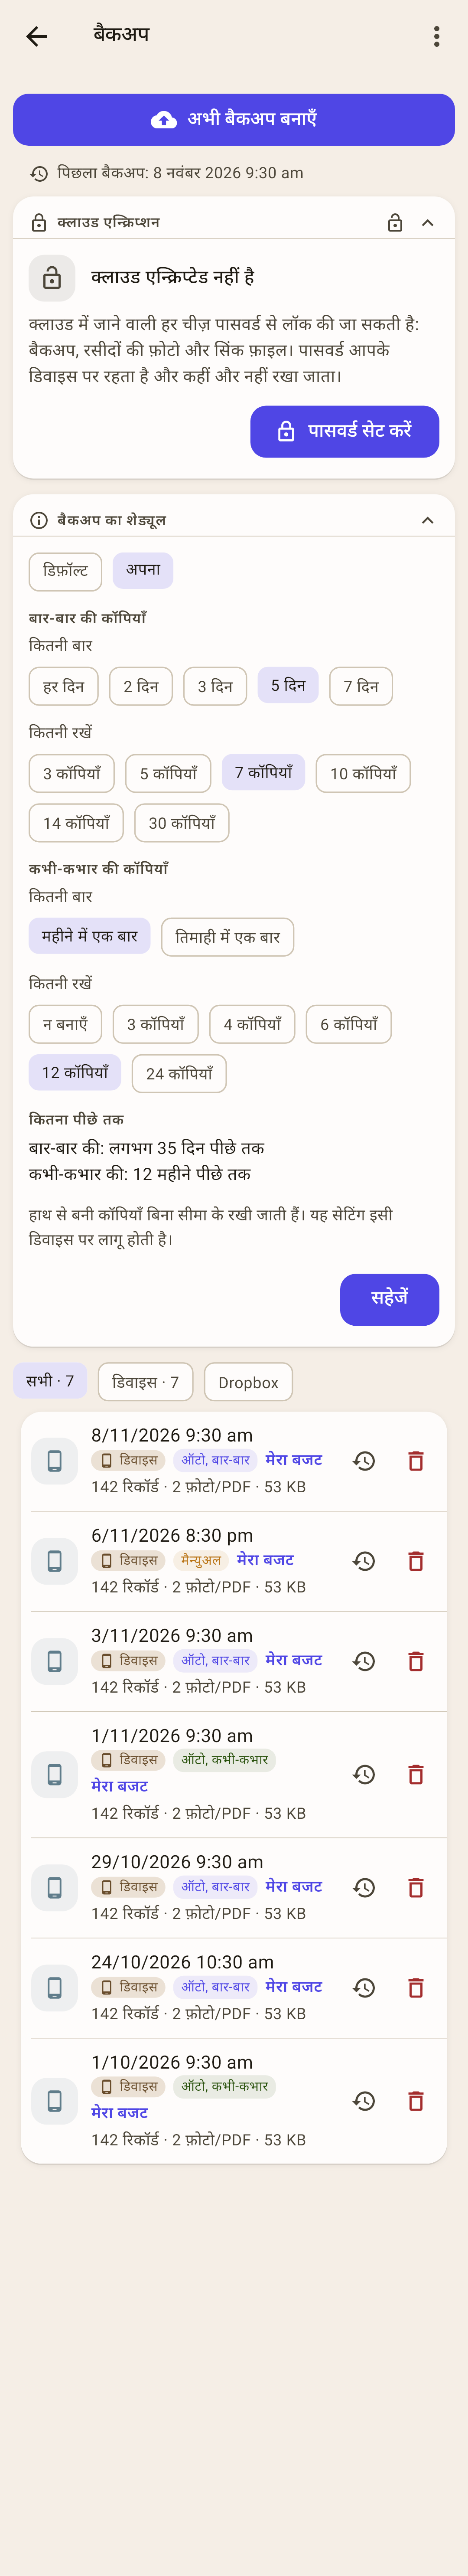 बैकअप
अभी बैकअप बनाएँ
पिछला बैकअप: 8 नवंबर 2026 9:30 am
क्लाउड एन्क्रिप्शन
क्लाउड एन्क्रिप्टेड नहीं है
क्लाउड में जाने वाली हर चीज़ पासवर्ड से लॉक की जा सकती है:
बैकअप, रसीदों की फ़ोटो और सिंक फ़ाइल। पासवर्ड आपके
डिवाइस पर रहता है और कहीं और नहीं रखा जाता।
पासवर्ड सेट करें
बैकअप का शेड्यूल
डिफ़ॉल्ट अपना
बार-बार की कॉपियाँ
कितनी बार
हर दिन 2 दिन 3 दिन 5 दिन 7 दिन
कितनी रखें
3 कॉपियाँ 5 कॉपियाँ 7 कॉपियाँ 10 कॉपियाँ
14 कॉपियाँ 30 कॉपियाँ
कभी-कभार की कॉपियाँ
कितनी बार
महीने में एक बार तिमाही में एक बार
कितनी रखें
न बनाएँ 3 कॉपियाँ 4 कॉपियाँ 6 कॉपियाँ
12 कॉपियाँ 24 कॉपियाँ
कितना पीछे तक
बार-बार की: लगभग 35 दिन पीछे तक
कभी-कभार की: 12 महीने पीछे तक
हाथ से बनी कॉपियाँ बिना सीमा के रखी जाती हैं। यह सेटिंग इसी
डिवाइस पर लागू होती है।
सहेजें
सभी · 7 डिवाइस · 7 Dropbox
8/11/2026 9:30 am
डिवाइस ऑटो, बार-बार मेरा बजट
142 रिकॉर्ड · 2 फ़ोटो/PDF · 53 KB
6/11/2026 8:30 pm
डिवाइस मैन्युअल मेरा बजट
142 रिकॉर्ड · 2 फ़ोटो/PDF · 53 KB
3/11/2026 9:30 am
डिवाइस ऑटो, बार-बार मेरा बजट
142 रिकॉर्ड · 2 फ़ोटो/PDF · 53 KB
1/11/2026 9:30 am
डिवाइस ऑटो, कभी-कभार
मेरा बजट
142 रिकॉर्ड · 2 फ़ोटो/PDF · 53 KB
29/10/2026 9:30 am
डिवाइस ऑटो, बार-बार मेरा बजट
142 रिकॉर्ड · 2 फ़ोटो/PDF · 53 KB
24/10/2026 10:30 am
डिवाइस ऑटो, बार-बार मेरा बजट
142 रिकॉर्ड · 2 फ़ोटो/PDF · 53 KB
1/10/2026 9:30 am
डिवाइस ऑटो, कभी-कभार
मेरा बजट
142 रिकॉर्ड · 2 फ़ोटो/PDF · 53 KB